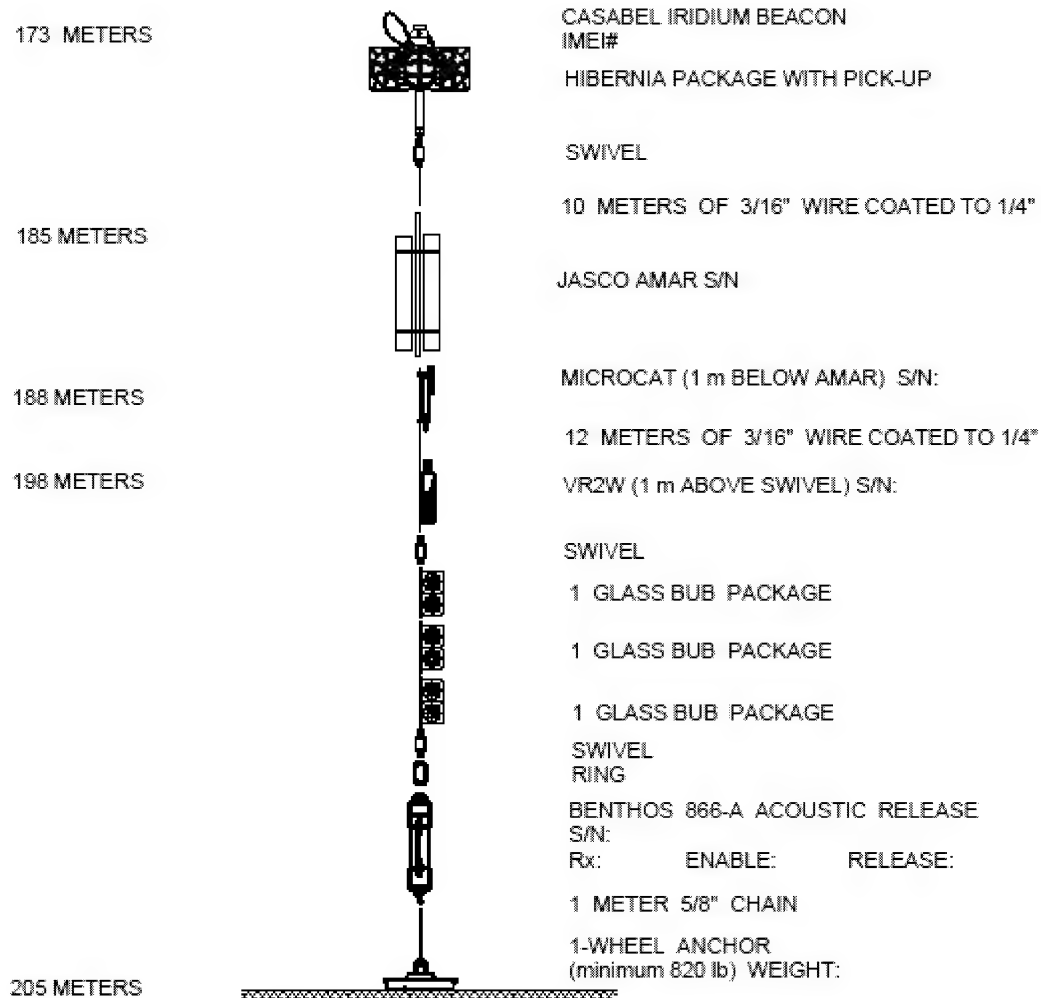 173 METERS
CASABEL IRIDIUM BEACON
IMEI#
HIBERNIA PACKAGE WITH PICK-UP
SWIVEL
10 METERS OF 3/16" WIRE COATED TO 1/4"
185 METERS
JASCO AMAR S/N
MICROCAT (1 m BELOW AMAR) S/N:
188 METERS
12 METERS OF 3/16" WIRE COATED TO 1/4"
198 METERS
VR2W (1 m ABOVE SWIVEL) S/N:
SWIVEL
1 GLASS BUB PACKAGE
1 GLASS BUB PACKAGE
1 GLASS BUB PACKAGE
SWIVEL
RING
BENTHOS 866-A ACOUSTIC RELEASE
S/N:
Rx: ENABLE: RELEASE:
1 METER 5/8" CHAIN
1-WHEEL ANCHOR
(minimum 820 lb) WEIGHT:
205 METERS